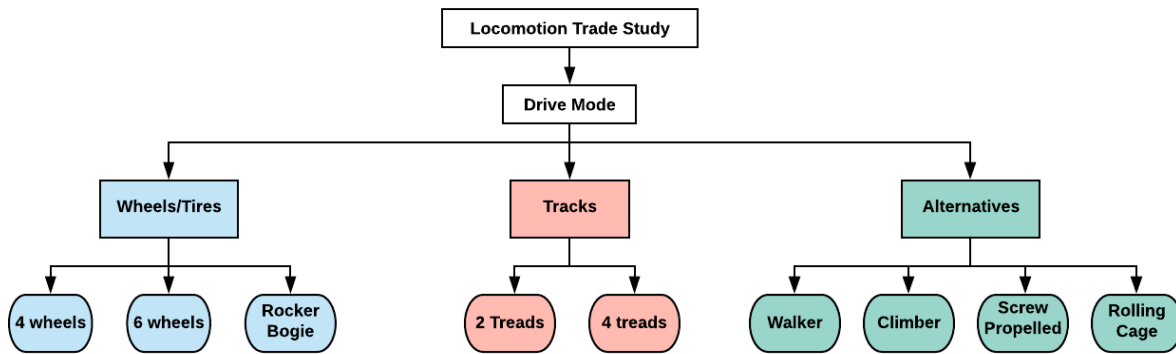 Locomotion Trade Study
Drive Mode
Wheels/Tires
Tracks
Alternatives
4 wheels
6 wheels
Rocker
Bogie
2 Treads
4 treads
Walker
Climber
Screw
Propelled
Rolling
Cage